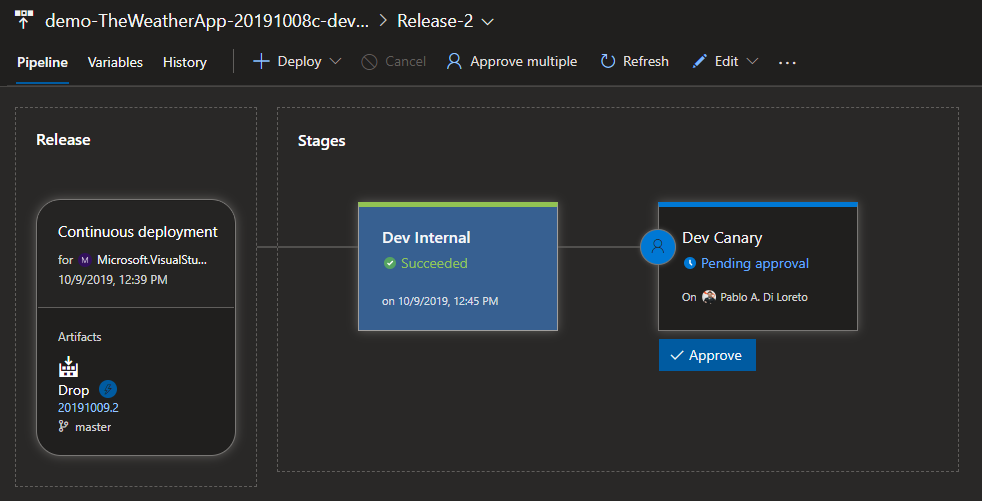 demo-TheWeatherApp-20191008c-dev... > Release-2
Pipeline Variables History Deploy Cancel Approve multiple Refresh Edit ...
Release
Continuous deployment
for M Microsoft.VisualStu...
10/9/2019, 12:39 PM
Artifacts
Drop
20191009.2
master
Stages
Dev Internal
Succeeded
on 10/9/2019, 12:45 PM
Dev Canary
Pending approval
On Pablo A. Di Loreto
Approve